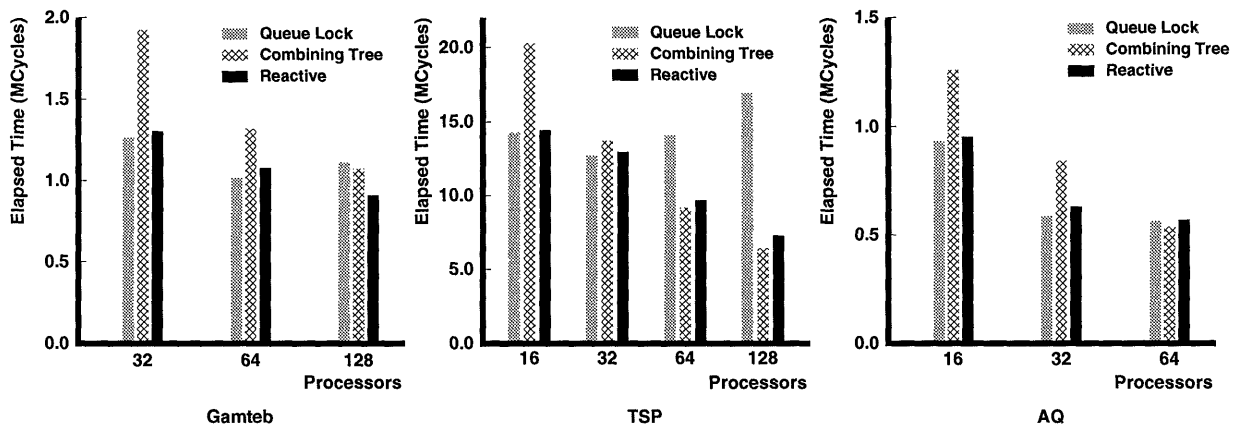 Elapsed Time (MCycles)
2.0
1.5
1.0
0.5
0.0
Queue Lock
Combining Tree
Reactive
32
64
128
Processors
Gamteb
Elapsed Time (MCycles)
20.0
15.0
10.0
5.0
0.0
Queue Lock
Combining Tree
Reactive
16
32
64
128
Processors
TSP
Elapsed Time (MCycles)
1.5
1.0
0.5
0.0
Queue Lock
Combining Tree
Reactive
16
32
64
Processors
AQ